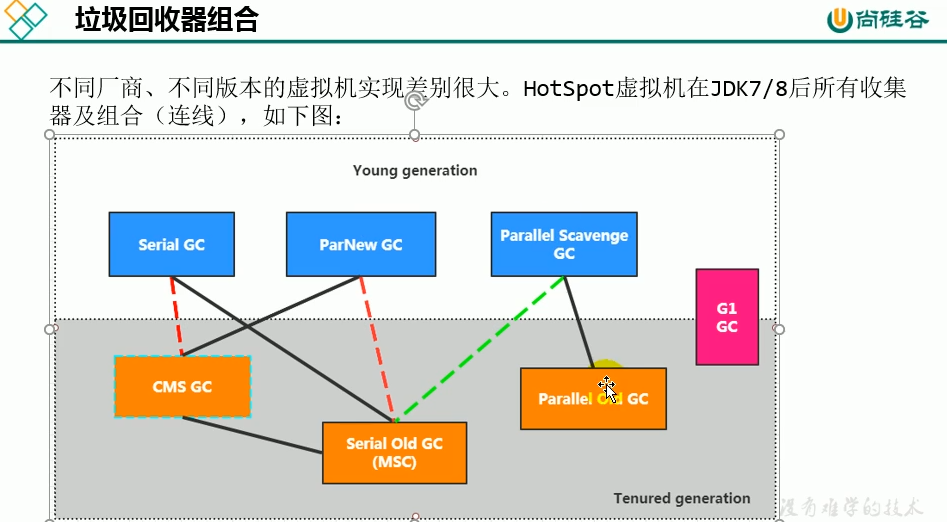 垃圾回收器组合
尚硅谷
不同厂商、不同版本的虚拟机实现差别很大。HotSpot虚拟机在JDK7/8后所有收集
器及组合（连线），如下图：
Young generation
Serial GC
ParNew GC
Parallel Scavenge
GC
G1
GC
CMS GC
Parallel Old GC
Serial Old GC
(MSC)
Tenured generation
没有难学的技术